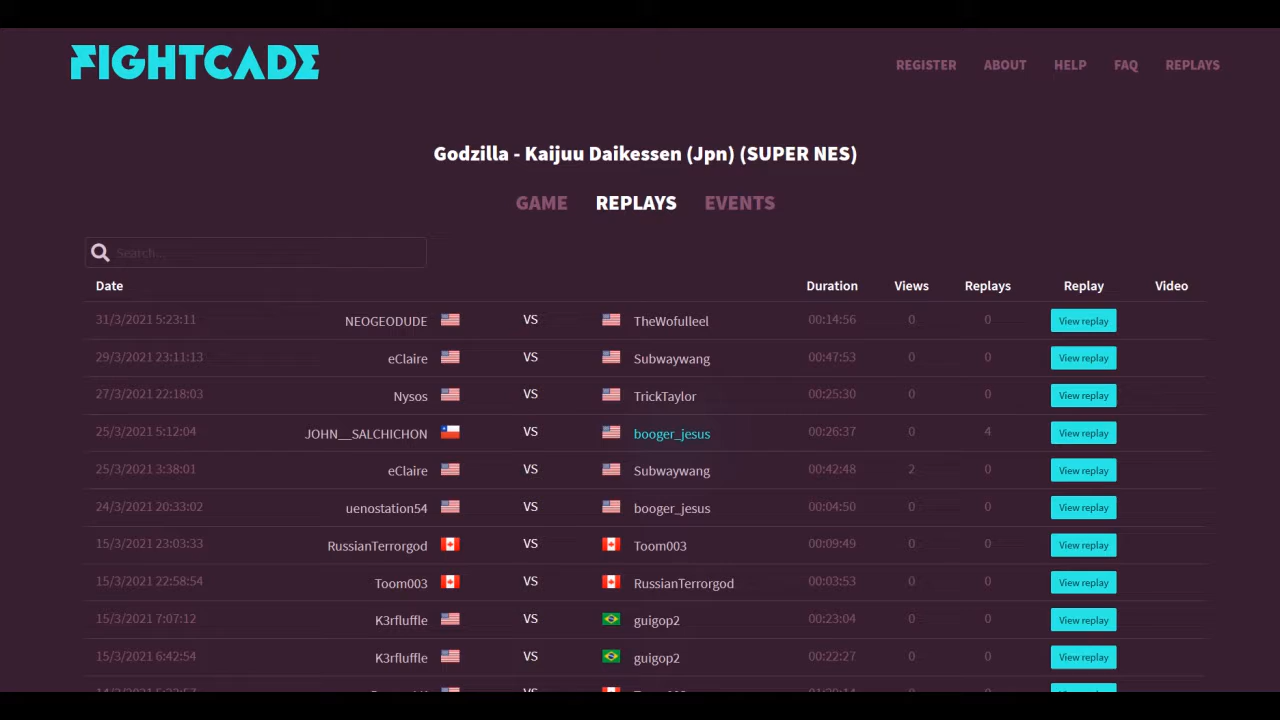 FIGHTCADE
REGISTER ABOUT HELP FAQ REPLAYS
Godzilla - Kaijuu Daikessen (Jpn) (SUPER NES)
GAME REPLAYS EVENTS
Search...
Date Duration Views Replays Replay Video
31/3/2021 5:23:11 NEOGEODUDE VS TheWofulleel 00:14:56 0 0 View replay
29/3/2021 23:11:13 eClaire VS Subwaywang 00:47:53 0 0 View replay
27/3/2021 22:18:03 Nysos VS TrickTaylor 00:25:30 0 0 View replay
25/3/2021 5:12:04 JOHN__SALCHICHON VS booger_jesus 00:26:37 0 4 View replay
25/3/2021 3:38:01 eClaire VS Subwaywang 00:42:48 2 0 View replay
24/3/2021 20:33:02 uenostation54 VS booger_jesus 00:04:50 0 0 View replay
15/3/2021 23:03:33 RussianTerrorgod VS Toom003 00:09:49 0 0 View replay
15/3/2021 22:58:54 Toom003 VS RussianTerrorgod 00:03:53 0 0 View replay
15/3/2021 7:07:12 K3rfluffle VS guigop2 00:23:04 0 0 View replay
15/3/2021 6:42:54 K3rfluffle VS guigop2 00:22:27 0 0 View replay